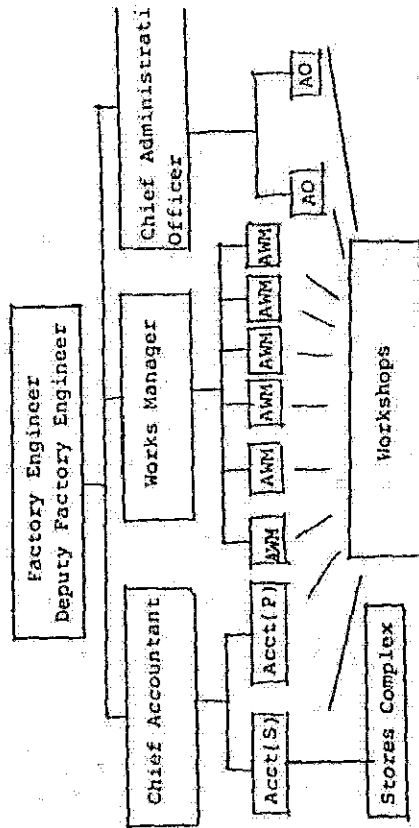 Factory Engineer
Deputy Factory Engineer
Chief Accountant
Works Manager
Chief Administrati
Officer
Acct(S)
Acct(P)
AWM
AWM
AWM
AWM
AWM
AWM
AO
AO
Stores Complex
Workshops